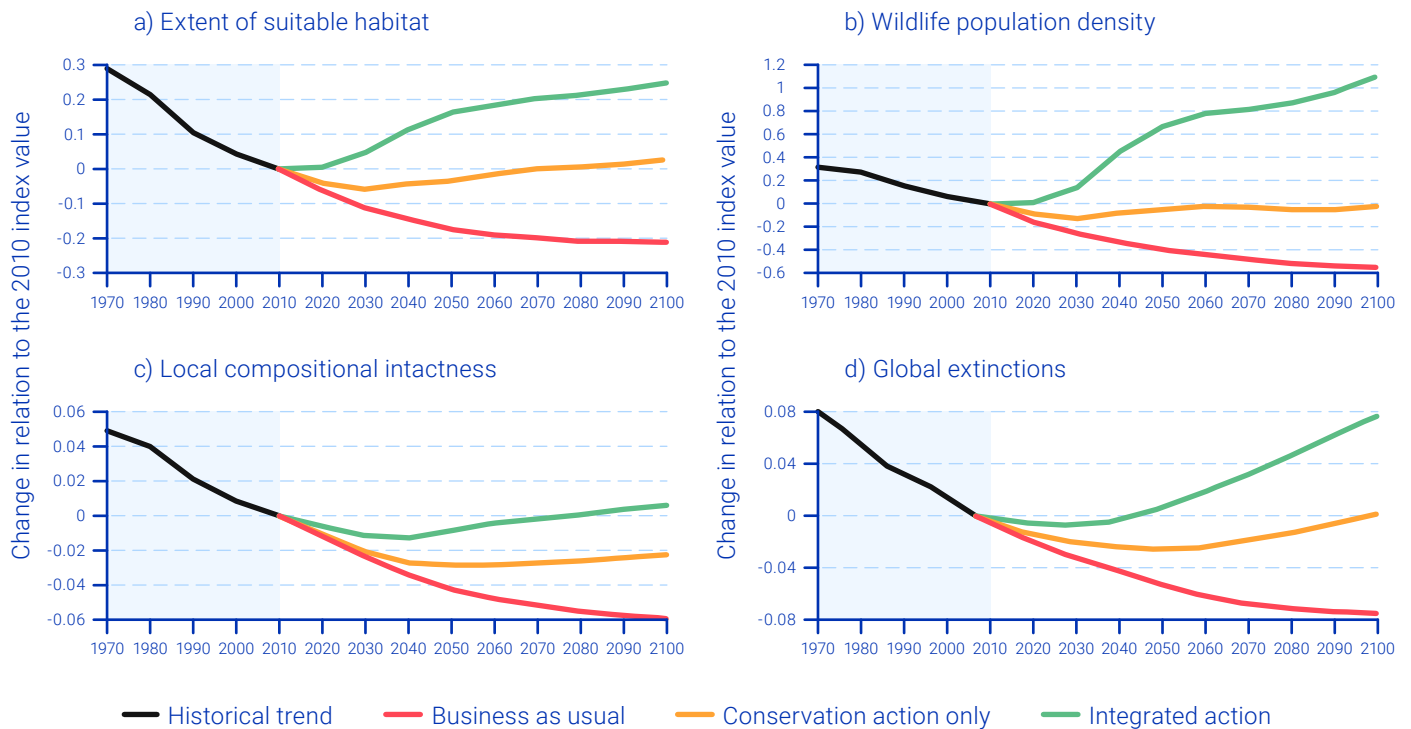 a) Extent of suitable habitat
0.3
0.2
0.1
0
-0.1
-0.2
-0.3
1970 1980 1990 2000 2010 2020 2030 2040 2050 2060 2070 2080 2090 2100
b) Wildlife population density
1.2
1
0.8
0.6
0.4
0.2
0
-0.2
-0.4
-0.6
1970 1980 1990 2000 2010 2020 2030 2040 2050 2060 2070 2080 2090 2100
Change in relation to the 2010 index value
Change in relation to the 2010 index value
c) Local compositional intactness
0.06
0.04
0.02
0
-0.02
-0.04
-0.06
1970 1980 1990 2000 2010 2020 2030 2040 2050 2060 2070 2080 2090 2100
d) Global extinctions
0.08
0.04
0
-0.04
-0.08
1970 1980 1990 2000 2010 2020 2030 2040 2050 2060 2070 2080 2090 2100
Historical trend Business as usual Conservation action only Integrated action